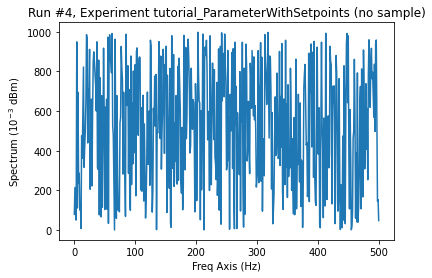 Run #4, Experiment tutorial_ParameterWithSetpoints (no sample)
1000
800
600
400
200
0
Spectrum (10⁻³ dBm)
0 100 200 300 400 500
Freq Axis (Hz)